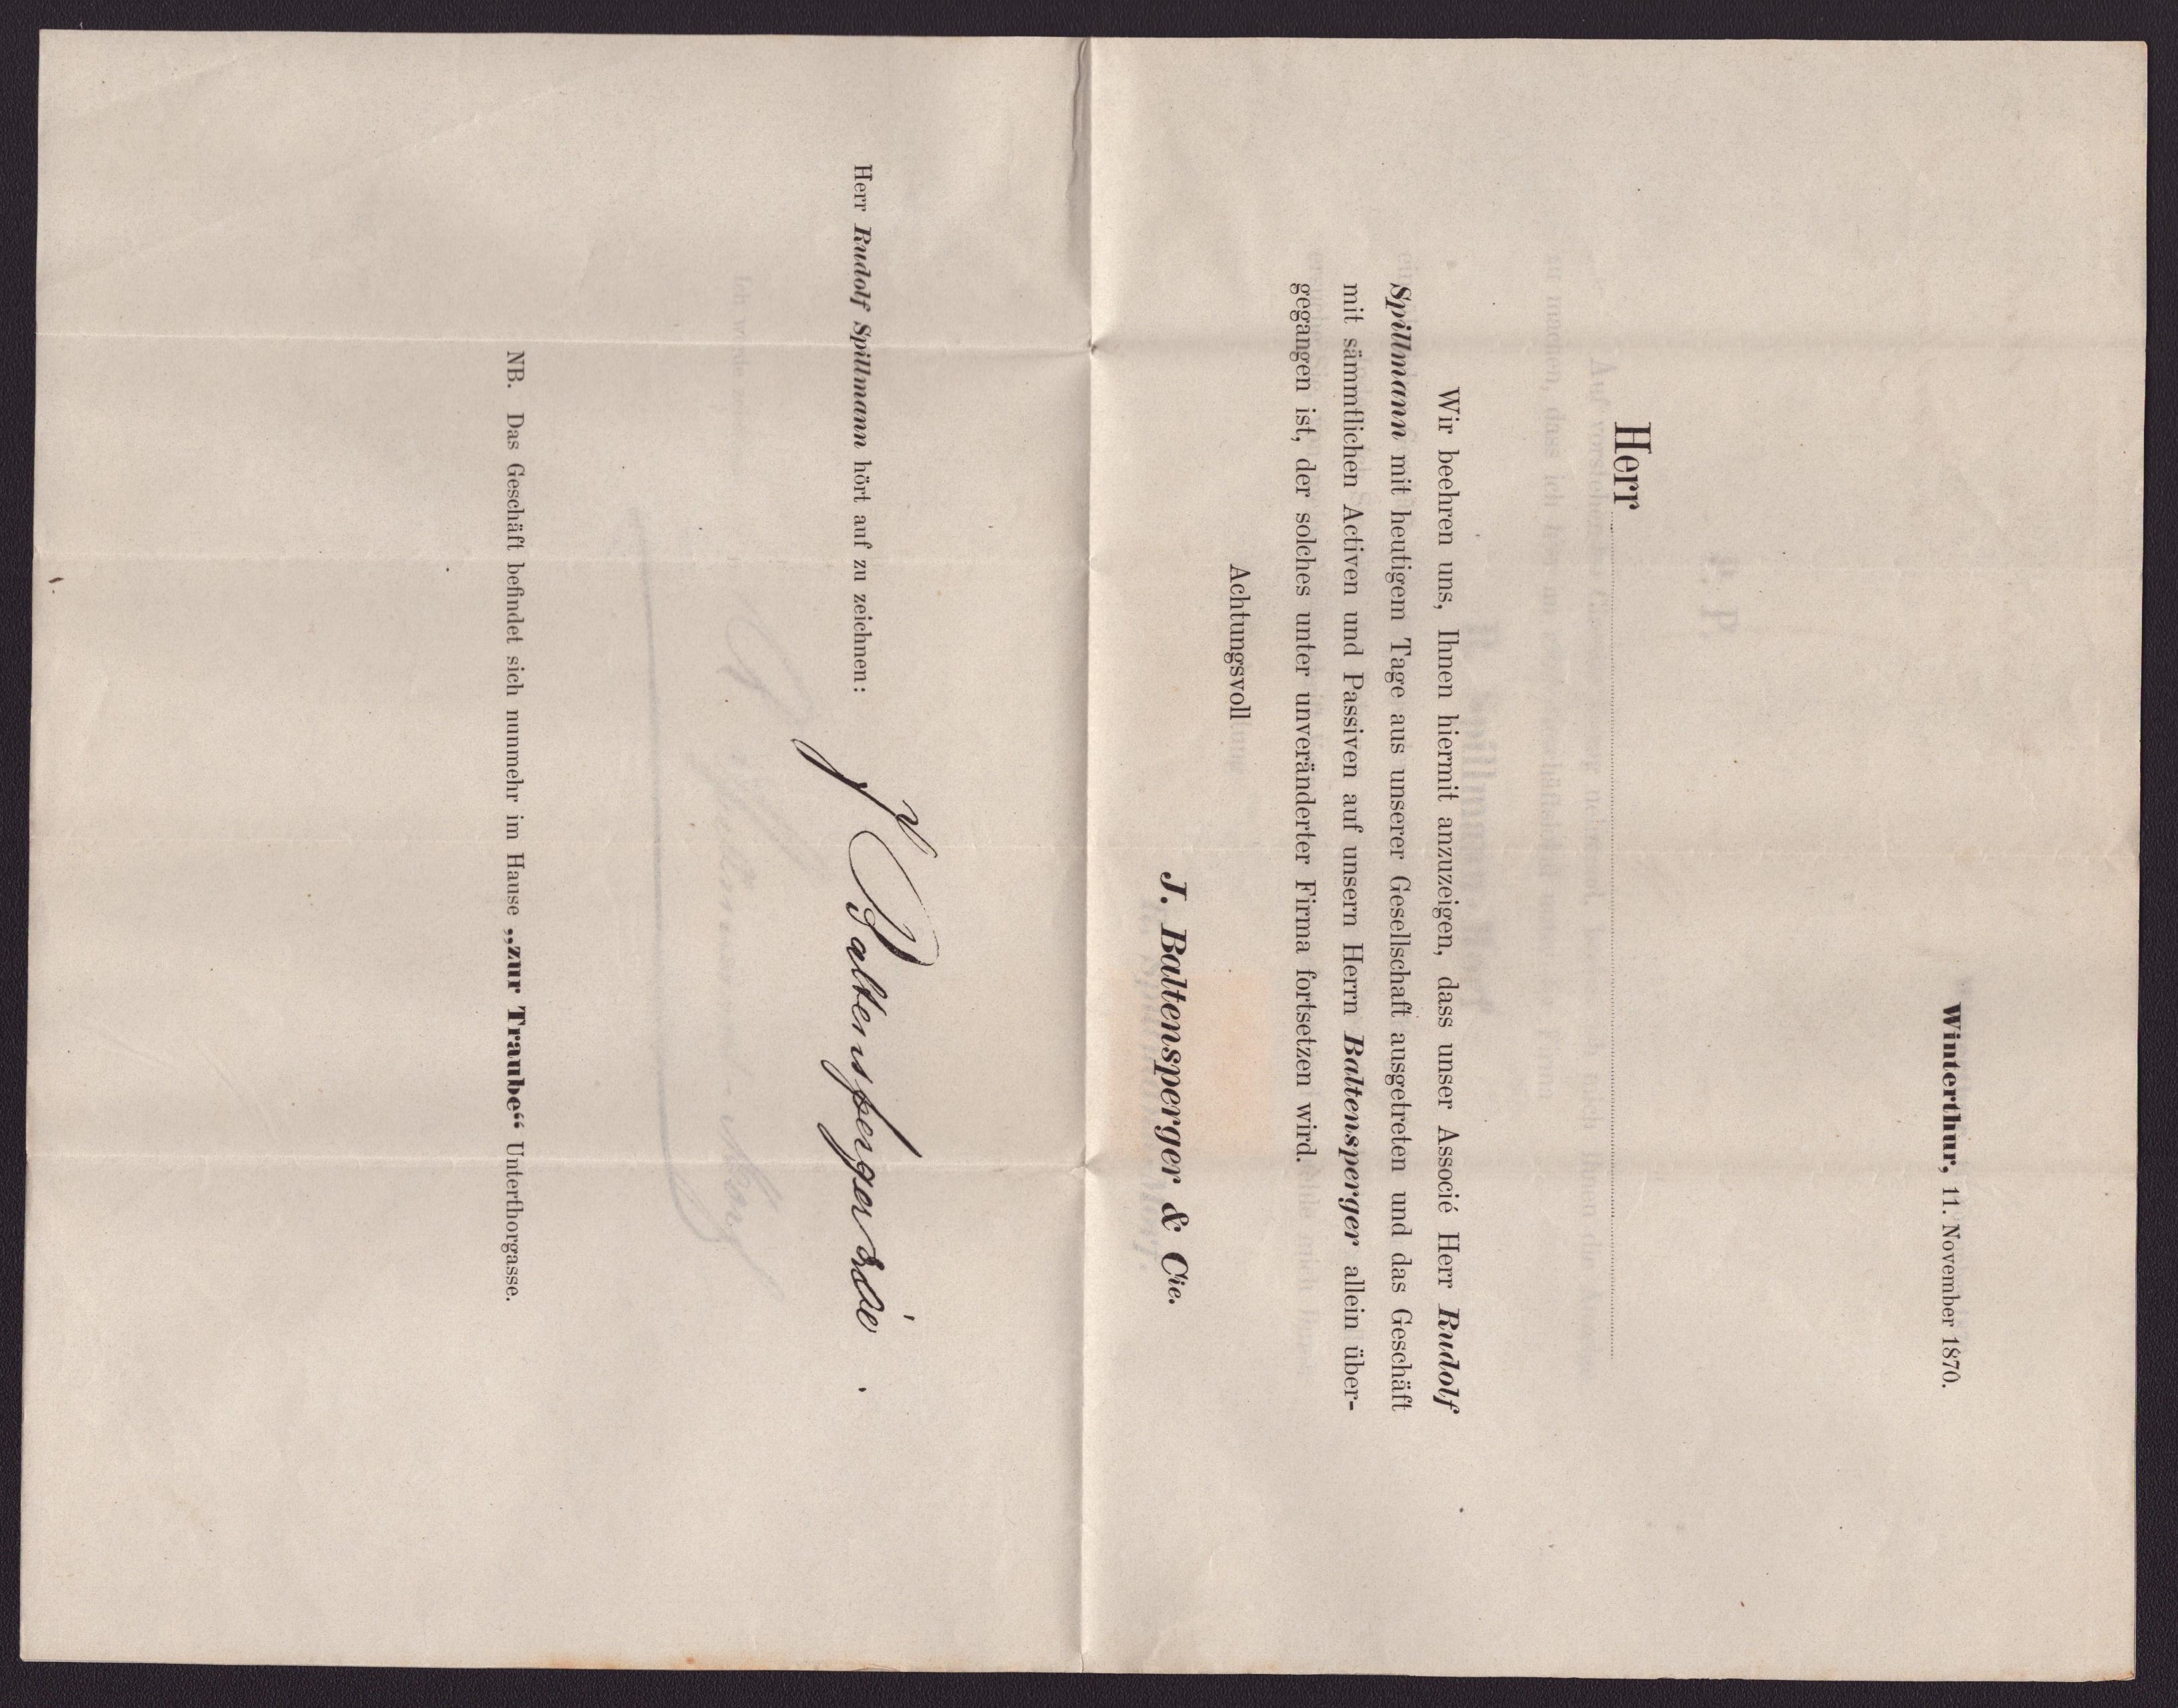 Winterthur, 11. November 1870.
Herr
Wir beehren uns, Ihnen hiermit anzuzeigen, dass unser Associé Herr Rudolf
Spillmann mit heutigem Tage aus unserer Gesellschaft ausgetreten und das Geschäft
mit sämmtlichen Activen und Passiven auf unsern Herrn Baltensperger allein über-
gegangen ist, der solches unter unveränderter Firma fortsetzen wird.
Achtungsvoll
J. Baltensperger & Cie.
Herr Rudolf Spillmann hört auf zu zeichnen: J Baltensperger & Cie
NB. Das Geschäft befindet sich nunmehr im Hause „zur Traube“ Unterthorgasse.